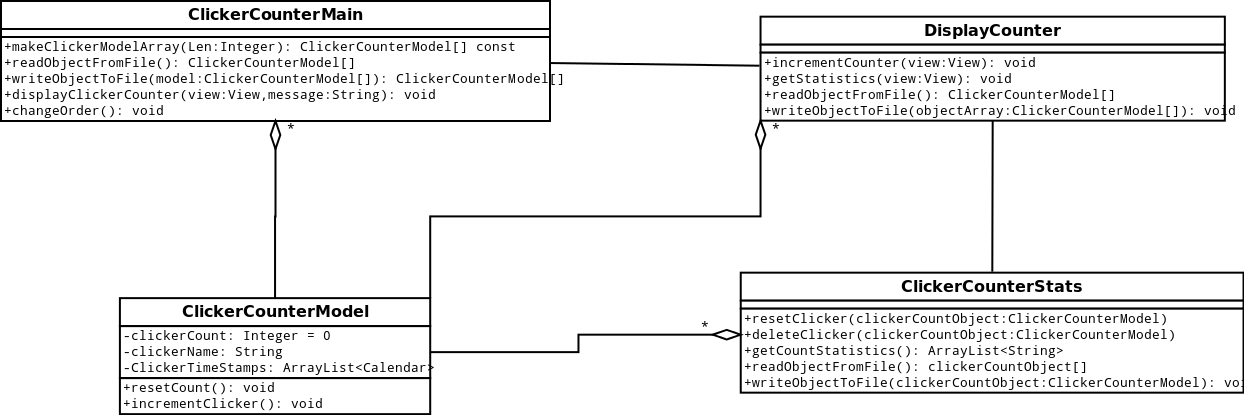 ClickerCounterMain
+makeClickerModelArray(Len:Integer): ClickerCounterModel[] const
+readObjectFromFile(): ClickerCounterModel[]
+writeObjectToFile(model:ClickerCounterModel[]): ClickerCounterModel[]
+displayClickerCounter(view:View,message:String): void
+changeOrder(): void
*
DisplayCounter
+incrementCounter(view:View): void
+getStatistics(view:View): void
+readObjectFromFile(): ClickerCounterModel[]
+writeObjectToFile(objectArray:ClickerCounterModel[]): void
*
ClickerCounterModel
-clickerCount: Integer = 0
-clickerName: String
-ClickerTimeStamps: ArrayList<Calendar>
+resetCount(): void
+incrementClicker(): void
*
ClickerCounterStats
+resetClicker(clickerCountObject:ClickerCounterModel)
+deleteClicker(clickerCountObject:ClickerCounterModel)
+getCountStatistics(): ArrayList<String>
+readObjectFromFile(): clickerCountObject[]
+writeObjectToFile(clickerCountObject:ClickerCounterModel):